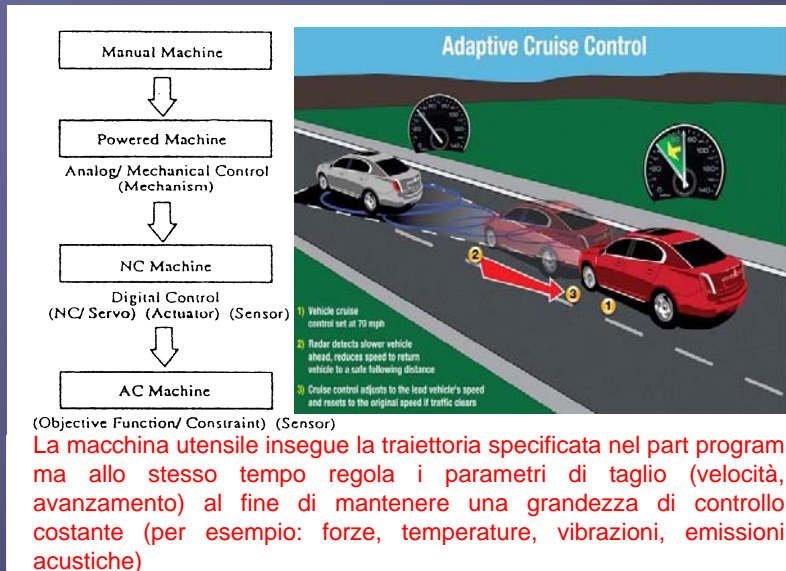 Manual Machine
Powered Machine
Analog/ Mechanical Control
(Mechanism)
NC Machine
Digital Control
(NC/ Servo) (Actuator) (Sensor)
AC Machine
(Objective Function/ Constraint) (Sensor)
Adaptive Cruise Control
2
3
1
1) Vehicle cruise
control set at 70 mph
2) Radar detects slower vehicle
ahead, reduces speed to return
vehicle to a safe following distance
3) Cruise control adjusts to the lead vehicle's speed
and resets to the original speed if traffic clears
La macchina utensile insegue la traiettoria specificata nel part program
ma allo stesso tempo regola i parametri di taglio (velocità,
avanzamento) al fine di mantenere una grandezza di controllo
costante (per esempio: forze, temperature, vibrazioni, emissioni
acustiche)